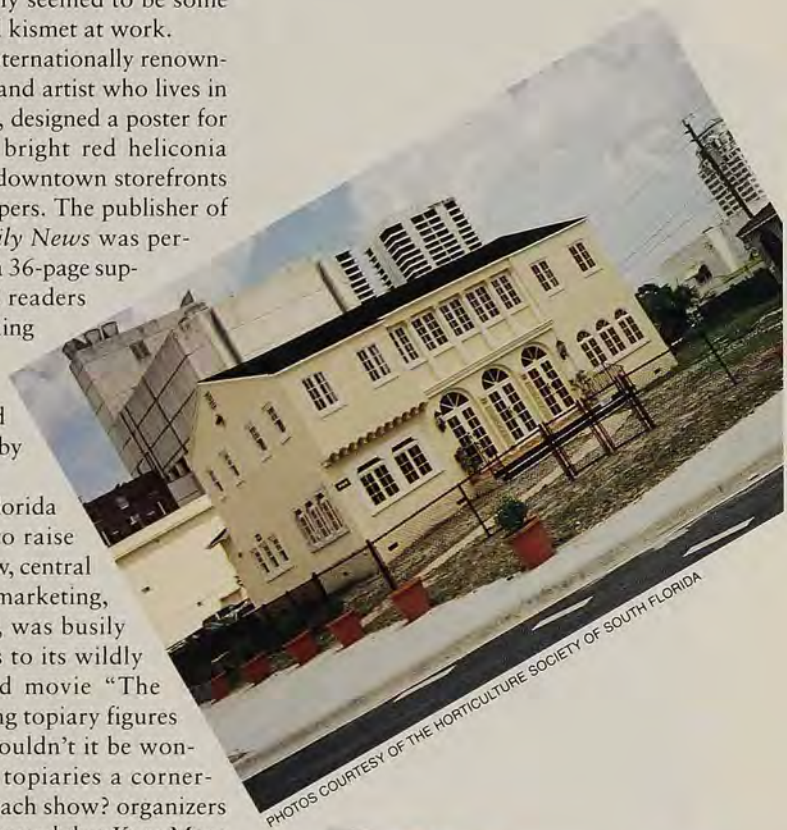 seemed to be some
kismet at work.
ternationally renown-
and artist who lives in
, designed a poster for
bright red heliconia
downtown storefronts
pers. The publisher of
ily News was per-
a 36-page sup-
readers
ing
by
orida
to raise
w, central
marketing,
, was busily
s to its wildly
d movie “The
ng topiary figures
ouldn't it be won-
topiaries a corner-
each show? organizers
PHOTOS COURTESY OF THE HORTICULTURE SOCIETY OF SOUTH FLORIDA